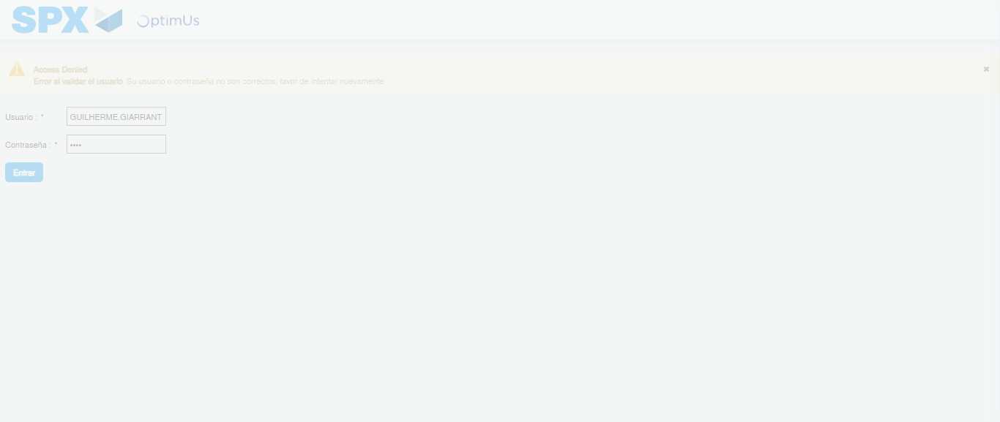 SPX OptimUs
Access Denied
Error al validar el usuario Su usuario o contraseña no son correctos, favor de intentar nuevamente
Usuario : * GUILHERME.GIARRANT
Contraseña : * ••••
Entrar